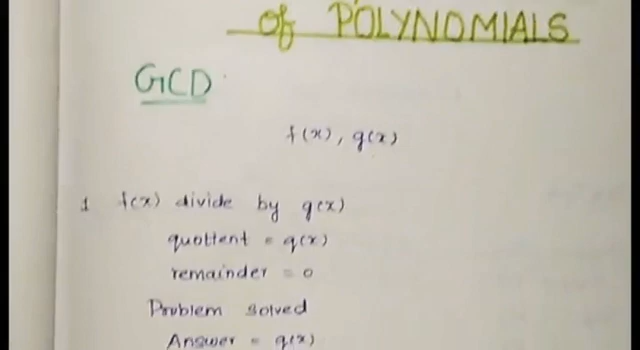 of POLYNOMIALS
GCD
f(x), g(x)
1 f(x) divide by g(x)
quotient = q(x)
remainder = 0
Problem solved
Answer = g(x)